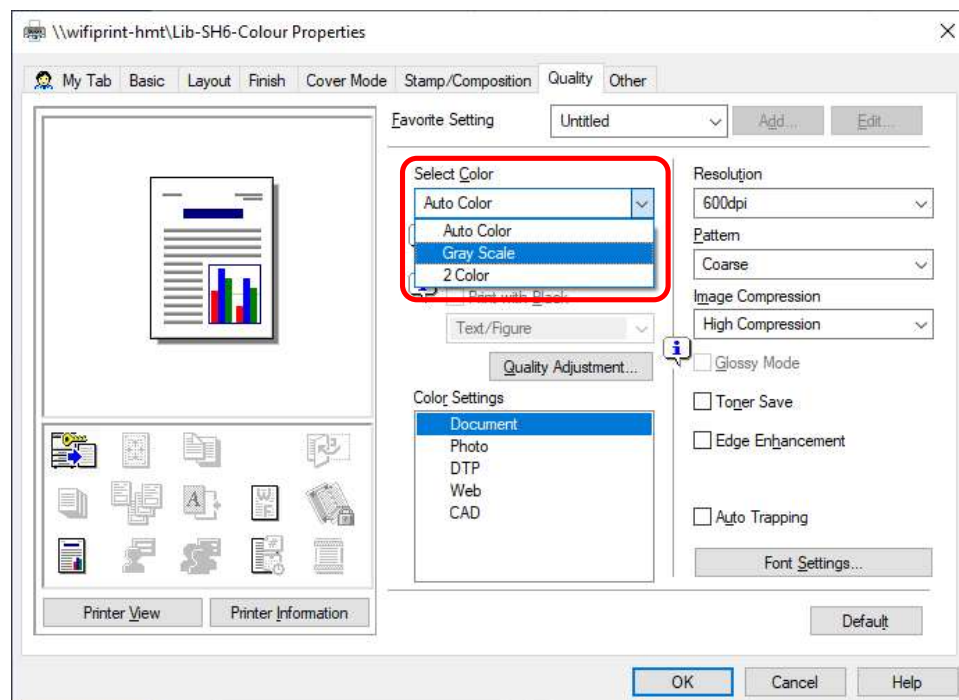 \\wifiprint-hmt\Lib-SH6-Colour Properties
My Tab Basic Layout Finish Cover Mode Stamp/Composition Quality Other
Favorite Setting Untitled Add... Edit...
Select Color
Auto Color
Auto Color
Gray Scale
2 Color
Print with Black
Text/Figure
Quality Adjustment...
Color Settings
Document
Photo
DTP
Web
CAD
Resolution
600dpi
Pattern
Coarse
Image Compression
High Compression
Glossy Mode
Toner Save
Edge Enhancement
Auto Trapping
Font Settings...
Printer View Printer Information
Default
OK Cancel Help